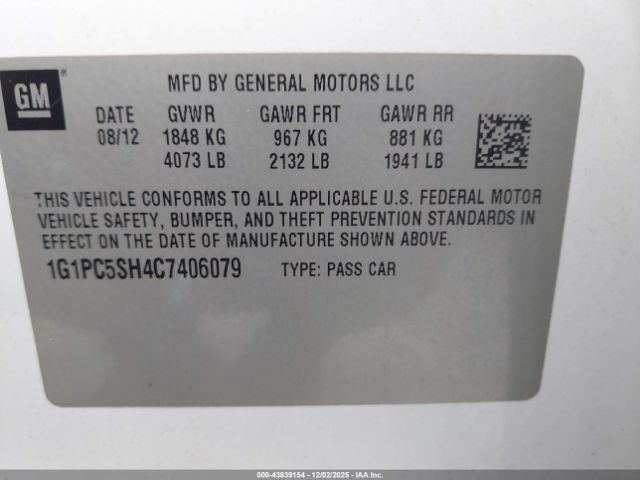 GM
MFD BY GENERAL MOTORS LLC
DATE GVWR GAWR FRT GAWR RR
08/12 1848 KG 967 KG 881 KG
4073 LB 2132 LB 1941 LB
THIS VEHICLE CONFORMS TO ALL APPLICABLE U.S. FEDERAL MOTOR
VEHICLE SAFETY, BUMPER, AND THEFT PREVENTION STANDARDS IN
EFFECT ON THE DATE OF MANUFACTURE SHOWN ABOVE.
1G1PC5SH4C7406079 TYPE: PASS CAR
000-43839154 | 12/02/2025 - IAA Inc.